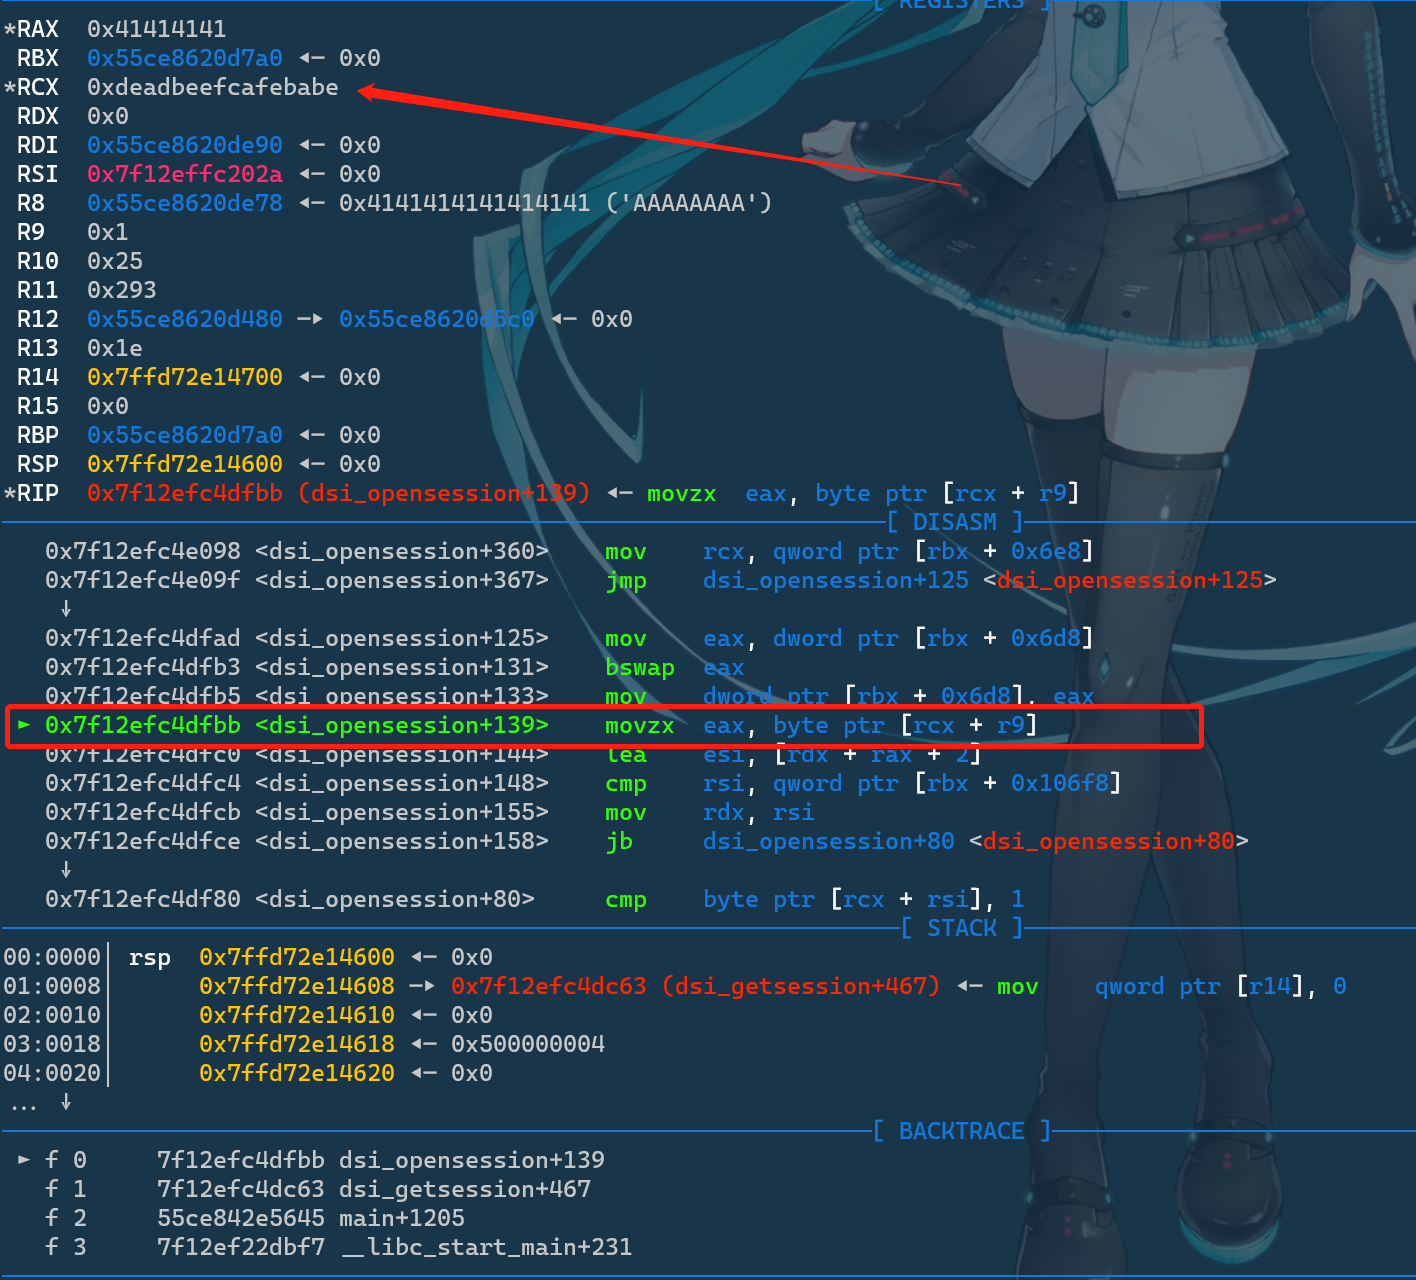 [ REGISTERS ]
*RAX  0x41414141
 RBX  0x55ce8620d7a0 ◂— 0x0
*RCX  0xdeadbeefcafebabe
 RDX  0x0
 RDI  0x55ce8620de90 ◂— 0x0
 RSI  0x7f12effc202a ◂— 0x0
 R8   0x55ce8620de78 ◂— 0x4141414141414141 ('AAAAAAAA')
 R9   0x1
 R10  0x25
 R11  0x293
 R12  0x55ce8620d480 —▸ 0x55ce8620d5c0 ◂— 0x0
 R13  0x1e
 R14  0x7ffd72e14700 ◂— 0x0
 R15  0x0
 RBP  0x55ce8620d7a0 ◂— 0x0
 RSP  0x7ffd72e14600 ◂— 0x0
*RIP  0x7f12efc4dfbb (dsi_opensession+139) ◂— movzx  eax, byte ptr [rcx + r9]
[ DISASM ]
0x7f12efc4e098 <dsi_opensession+360>    mov    rcx, qword ptr [rbx + 0x6e8]
0x7f12efc4e09f <dsi_opensession+367>    jmp    dsi_opensession+125 <dsi_opensession+125>
↓
0x7f12efc4dfad <dsi_opensession+125>    mov    eax, dword ptr [rbx + 0x6d8]
0x7f12efc4dfb3 <dsi_opensession+131>    bswap  eax
0x7f12efc4dfb5 <dsi_opensession+133>    mov    dword ptr [rbx + 0x6d8], eax
► 0x7f12efc4dfbb <dsi_opensession+139>    movzx  eax, byte ptr [rcx + r9]
0x7f12efc4dfc0 <dsi_opensession+144>    lea    esi, [rdx + rax + 2]
0x7f12efc4dfc4 <dsi_opensession+148>    cmp    rsi, qword ptr [rbx + 0x106f8]
0x7f12efc4dfcb <dsi_opensession+155>    mov    rdx, rsi
0x7f12efc4dfce <dsi_opensession+158>    jb     dsi_opensession+80 <dsi_opensession+80>
↓
0x7f12efc4df80 <dsi_opensession+80>     cmp    byte ptr [rcx + rsi], 1
[ STACK ]
00:0000│ rsp  0x7ffd72e14600 ◂— 0x0
01:0008│      0x7ffd72e14608 —▸ 0x7f12efc4dc63 (dsi_getsession+467) ◂— mov    qword ptr [r14], 0
02:0010│      0x7ffd72e14610 ◂— 0x0
03:0018│      0x7ffd72e14618 ◂— 0x500000004
04:0020│      0x7ffd72e14620 ◂— 0x0
... ↓
[ BACKTRACE ]
► f 0     7f12efc4dfbb dsi_opensession+139
f 1     7f12efc4dc63 dsi_getsession+467
f 2     55ce842e5645 main+1205
f 3     7f12ef22dbf7 __libc_start_main+231